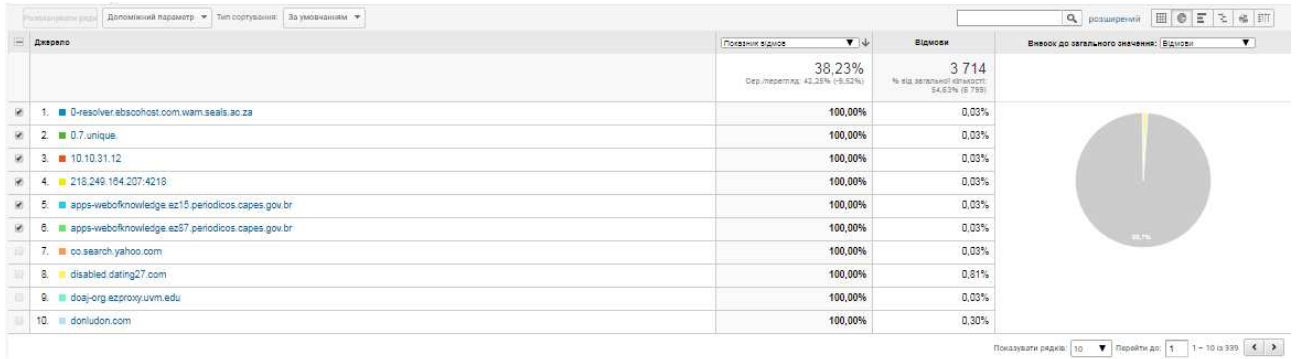 Допоміжний параметр ▼ Тип сортування: За умовчанням ▼ розширений
Джерело Показник відмов ▼ Відмови Внесок до загального значення: Відмови ▼
38,23% 3 714
Сер./перегляд: 42,25% (-9,52%) % від загальної кількості:
54,63% (6 799)
1. 0-resolver.ebscohost.com.wam.seals.ac.za 100,00% 0,03%
2. 0.7.unique. 100,00% 0,03%
3. 10.10.31.12 100,00% 0,03%
4. 218.249.164.207:4218 100,00% 0,03%
5. apps-webofknowledge.ez15.periodicos.capes.gov.br 100,00% 0,03%
6. apps-webofknowledge.ez87.periodicos.capes.gov.br 100,00% 0,03%
7. co.search.yahoo.com 100,00% 0,03%
8. disabled.dating27.com 100,00% 0,81%
9. doaj-org.ezproxy.uvm.edu 100,00% 0,03%
10. donludon.com 100,00% 0,30%
Показувати рядків: 10 ▼ Перейти до: 1 1 – 10 із 339